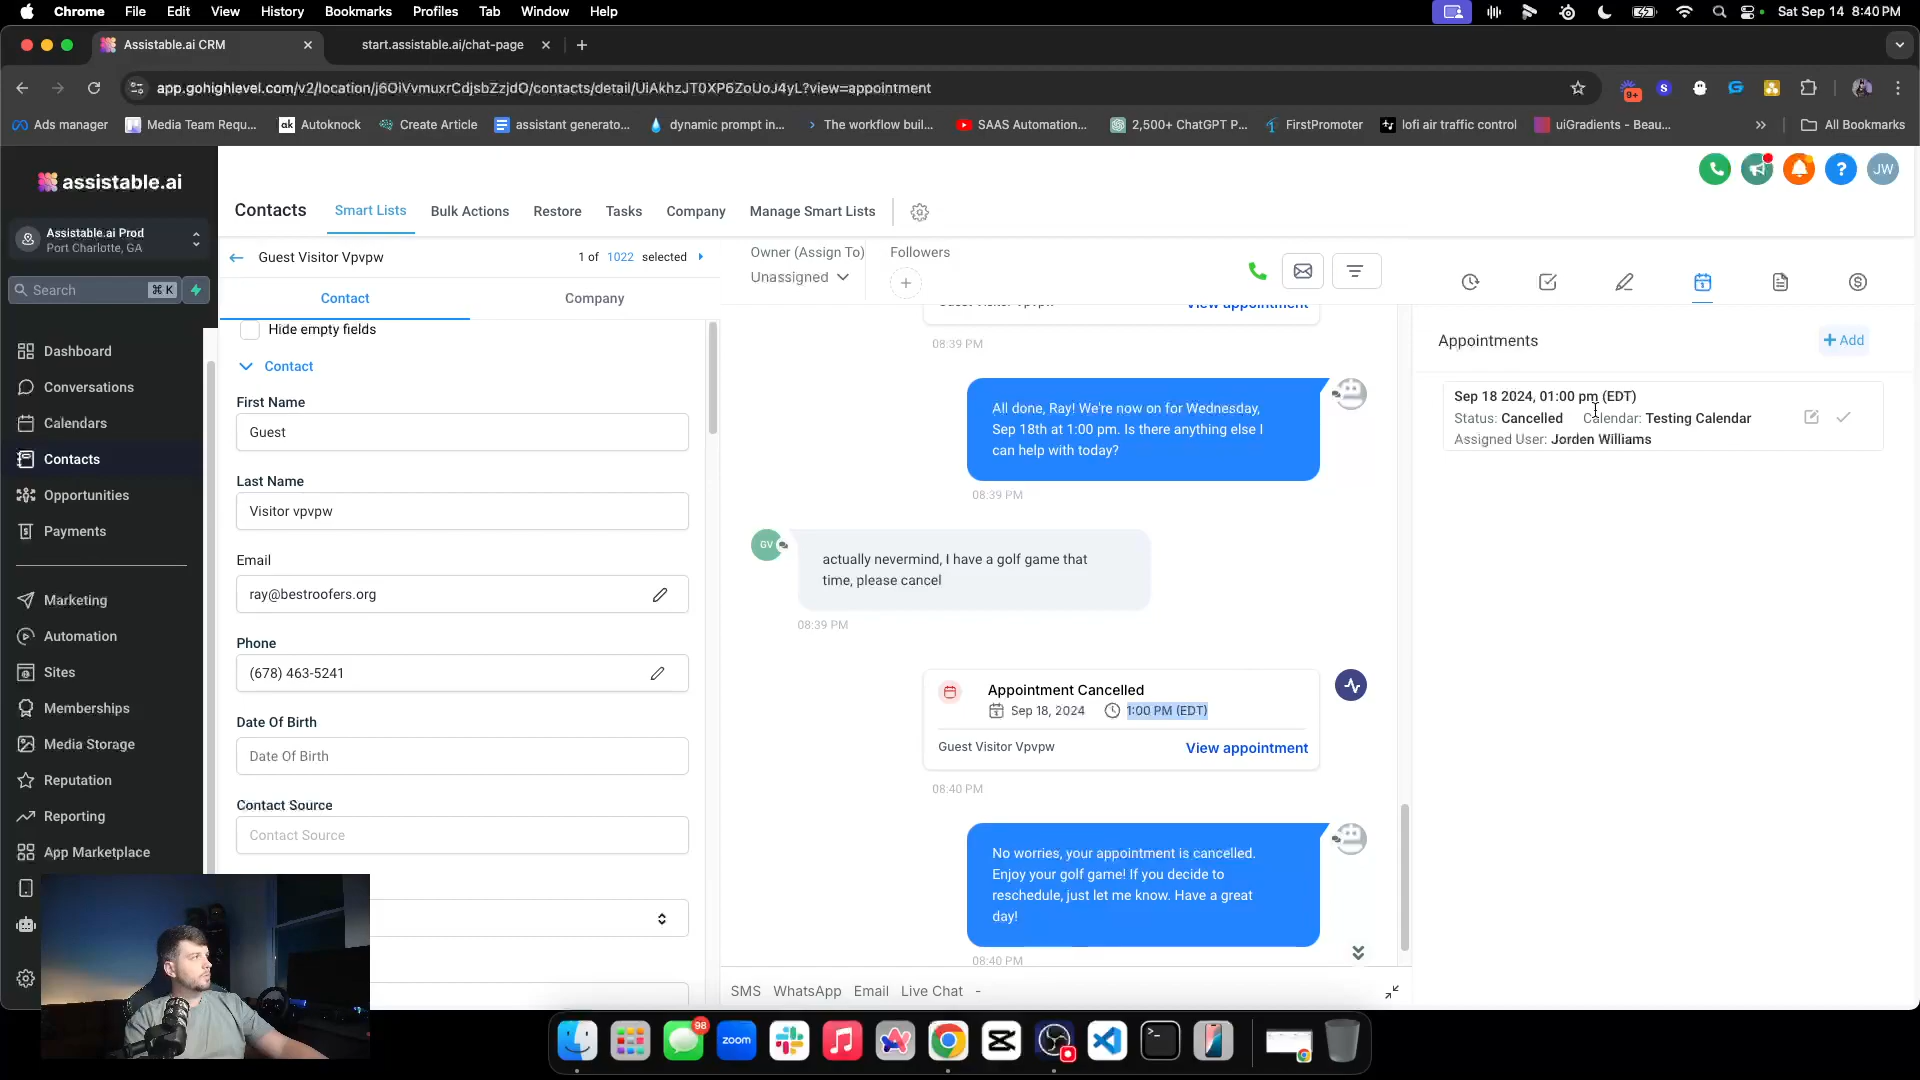 Chrome File Edit View History Bookmarks Profiles Tab Window Help
Sat Sep 14 8:40 PM
Assistable.ai CRM
start.assistable.ai/chat-page
app.gohighlevel.com/v2/location/j6OiVvmuxrCdjsbZzjdO/contacts/detail/UiAkhzJT0XP6ZoUoJ4yL?view=appointment
9+
Ads manager
Media Team Requ...
ak Autoknock
Create Article
assistant generato...
dynamic prompt in...
The workflow buil...
SAAS Automation...
2,500+ ChatGPT P...
FirstPromoter
lofi air traffic control
uiGradients - Beau...
All Bookmarks
assistable.ai
Assistable.ai Prod
Port Charlotte, GA
Search ⌘ K
Dashboard
Conversations
Calendars
Contacts
Opportunities
Payments
Marketing
Automation
Sites
Memberships
Media Storage
Reputation
Reporting
App Marketplace
JW
Contacts Smart Lists Bulk Actions Restore Tasks Company Manage Smart Lists
Guest Visitor Vpvpw
1 of 1022 selected
Contact Company
Hide empty fields
Contact
First Name
Guest
Last Name
Visitor vpvpw
Email
ray@bestroofers.org
Phone
(678) 463-5241
Date Of Birth
Date Of Birth
Contact Source
Contact Source
Owner (Assign To)
Unassigned
Followers
Guest Visitor Vpvpw
View appointment
08:39 PM
All done, Ray! We're now on for Wednesday,
Sep 18th at 1:00 pm. Is there anything else I
can help with today?
08:39 PM
GV
actually nevermind, I have a golf game that
time, please cancel
08:39 PM
Appointment Cancelled
Sep 18, 2024 1:00 PM (EDT)
Guest Visitor Vpvpw
View appointment
08:40 PM
No worries, your appointment is cancelled.
Enjoy your golf game! If you decide to
reschedule, just let me know. Have a great
day!
08:40 PM
SMS WhatsApp Email Live Chat -
Appointments
+ Add
Sep 18 2024, 01:00 pm (EDT)
Status: Cancelled Calendar: Testing Calendar
Assigned User: Jorden Williams
98
zoom